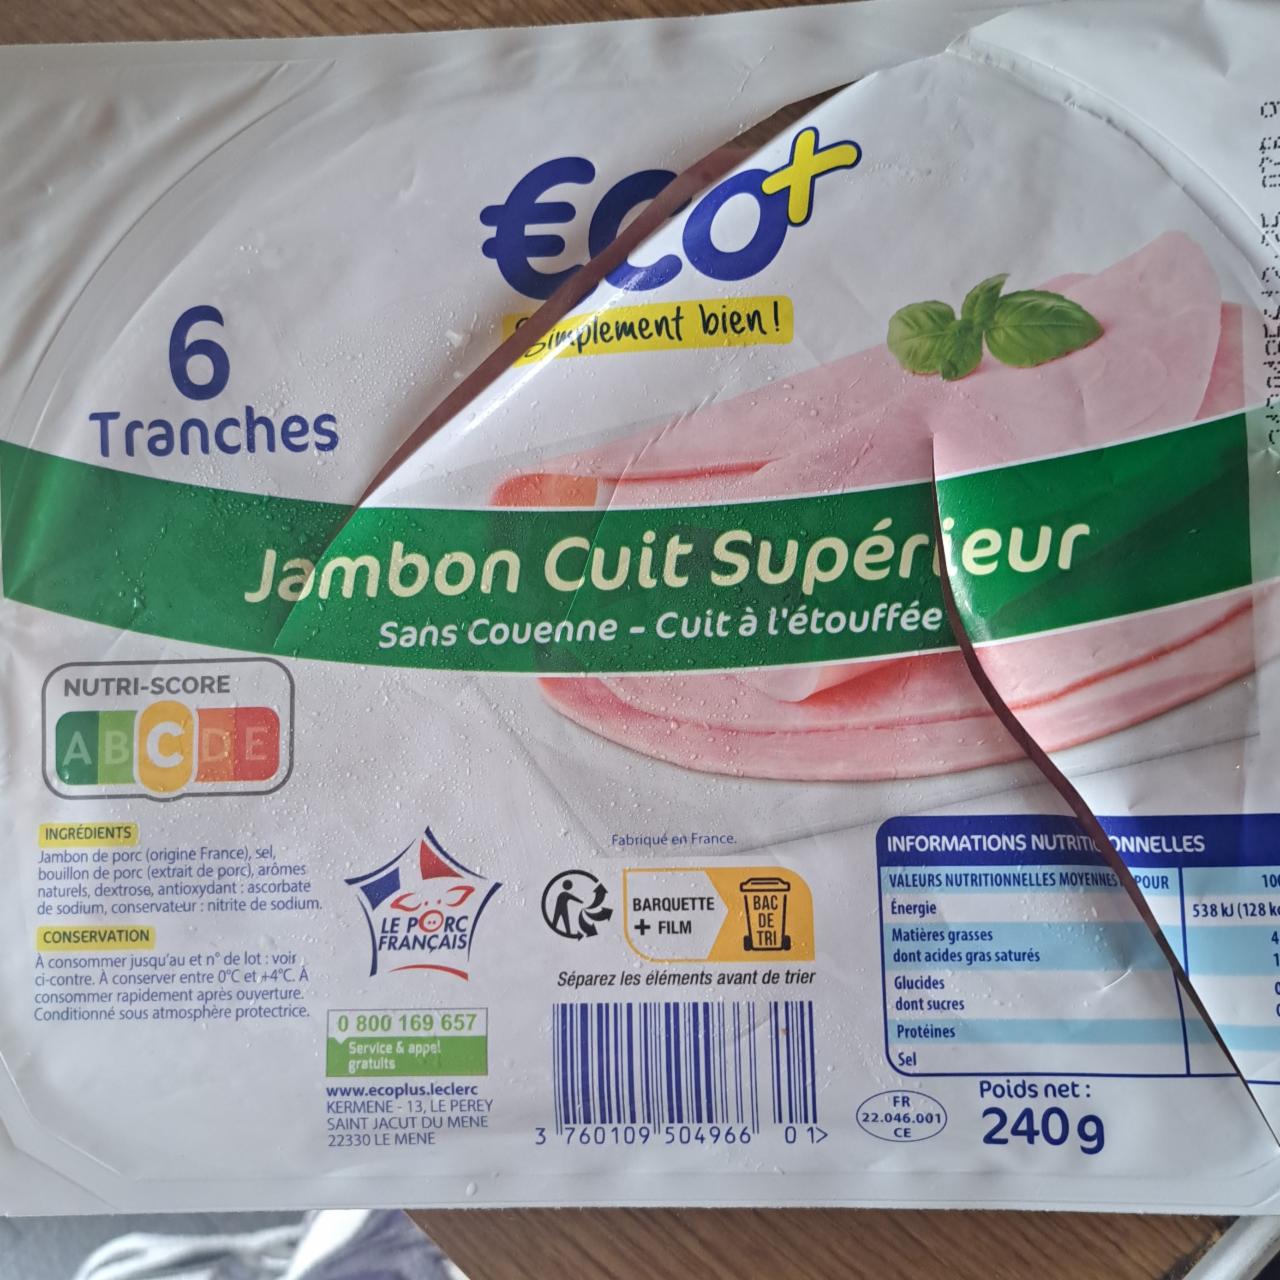 €co+
Simplement bien!
6
Tranches
Jambon Cuit Supérieur
Sans Couenne - Cuit à l'étouffée
NUTRI-SCORE
A B C D E
INGRÉDIENTS
Jambon de porc (origine France), sel,
bouillon de porc (extrait de porc), arômes
naturels, dextrose, antioxydant : ascorbate
de sodium, conservateur : nitrite de sodium.
CONSERVATION
À consommer jusqu'au et n° de lot : voir
ci-contre. À conserver entre 0°C et +4°C. À
consommer rapidement après ouverture.
Conditionné sous atmosphère protectrice.
LE PORC
FRANÇAIS
0 800 169 657
Service & appel
gratuits
www.ecoplus.leclerc
KERMENE - 13, LE PEREY
SAINT JACUT DU MENE
22330 LE MENE
Fabriqué en France.
BARQUETTE
+ FILM
BAC
DE
TRI
Séparez les éléments avant de trier
3 760109 504966 01>
INFORMATIONS NUTRITIONNELLES
VALEURS NUTRITIONNELLES MOYENNES POUR
Énergie 538 kJ (128
Matières grasses
dont acides gras saturés
Glucides
dont sucres
Protéines
Sel
FR
22.046.001
CE
Poids net :
240g